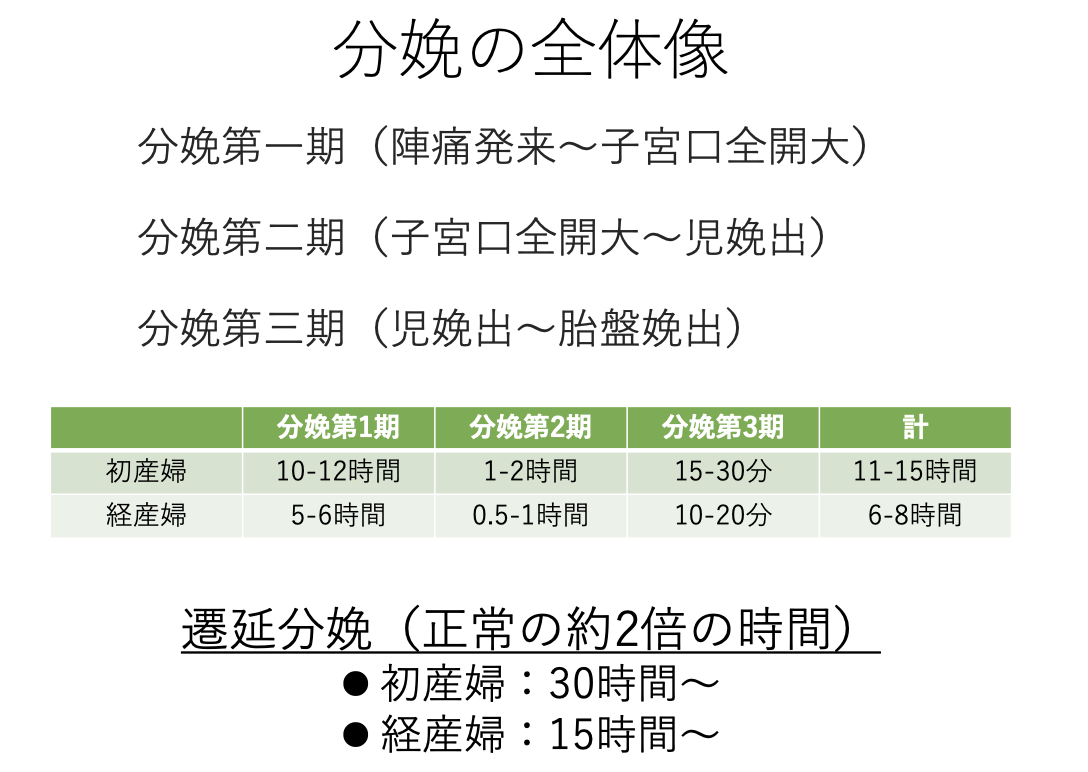 分娩の全体像
分娩第一期（陣痛発来〜子宮口全開大）
分娩第二期（子宮口全開大〜児娩出）
分娩第三期（児娩出〜胎盤娩出）
分娩第1期 分娩第2期 分娩第3期 計
初産婦 10-12時間 1-2時間 15-30分 11-15時間
経産婦 5-6時間 0.5-1時間 10-20分 6-8時間
遷延分娩（正常の約2倍の時間）
● 初産婦：30時間〜
● 経産婦：15時間〜